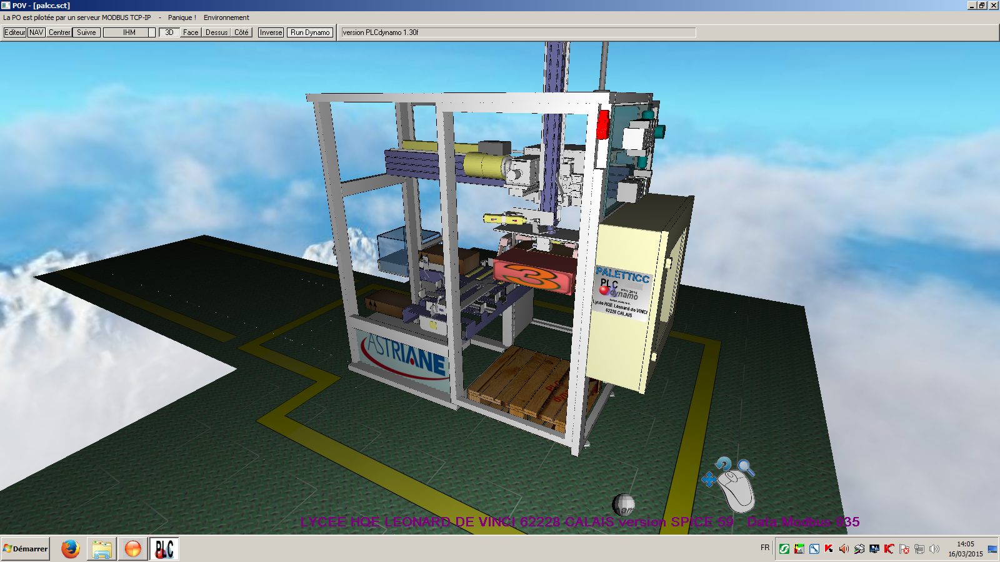 POV - [palcc.sct]
La PO est pilotée par un serveur MODBUS TCP-IP - Panique ! Environnement
Editeur NAV Centrer Suivre IHM 3D Face Dessus Côté Inverse Run Dynamo version PLCdynamo 1.30f
3
PALETTICC
PLC
dynamo
Lycée HQE Léonard de VINCI
62228 CALAIS
ASTRIANE
PLC
LYCEE HQE LEONARD DE VINCI 62228 CALAIS version SPICE 59 Data Modbus 935
Démarrer
PLC
FR
14:05
16/03/2015